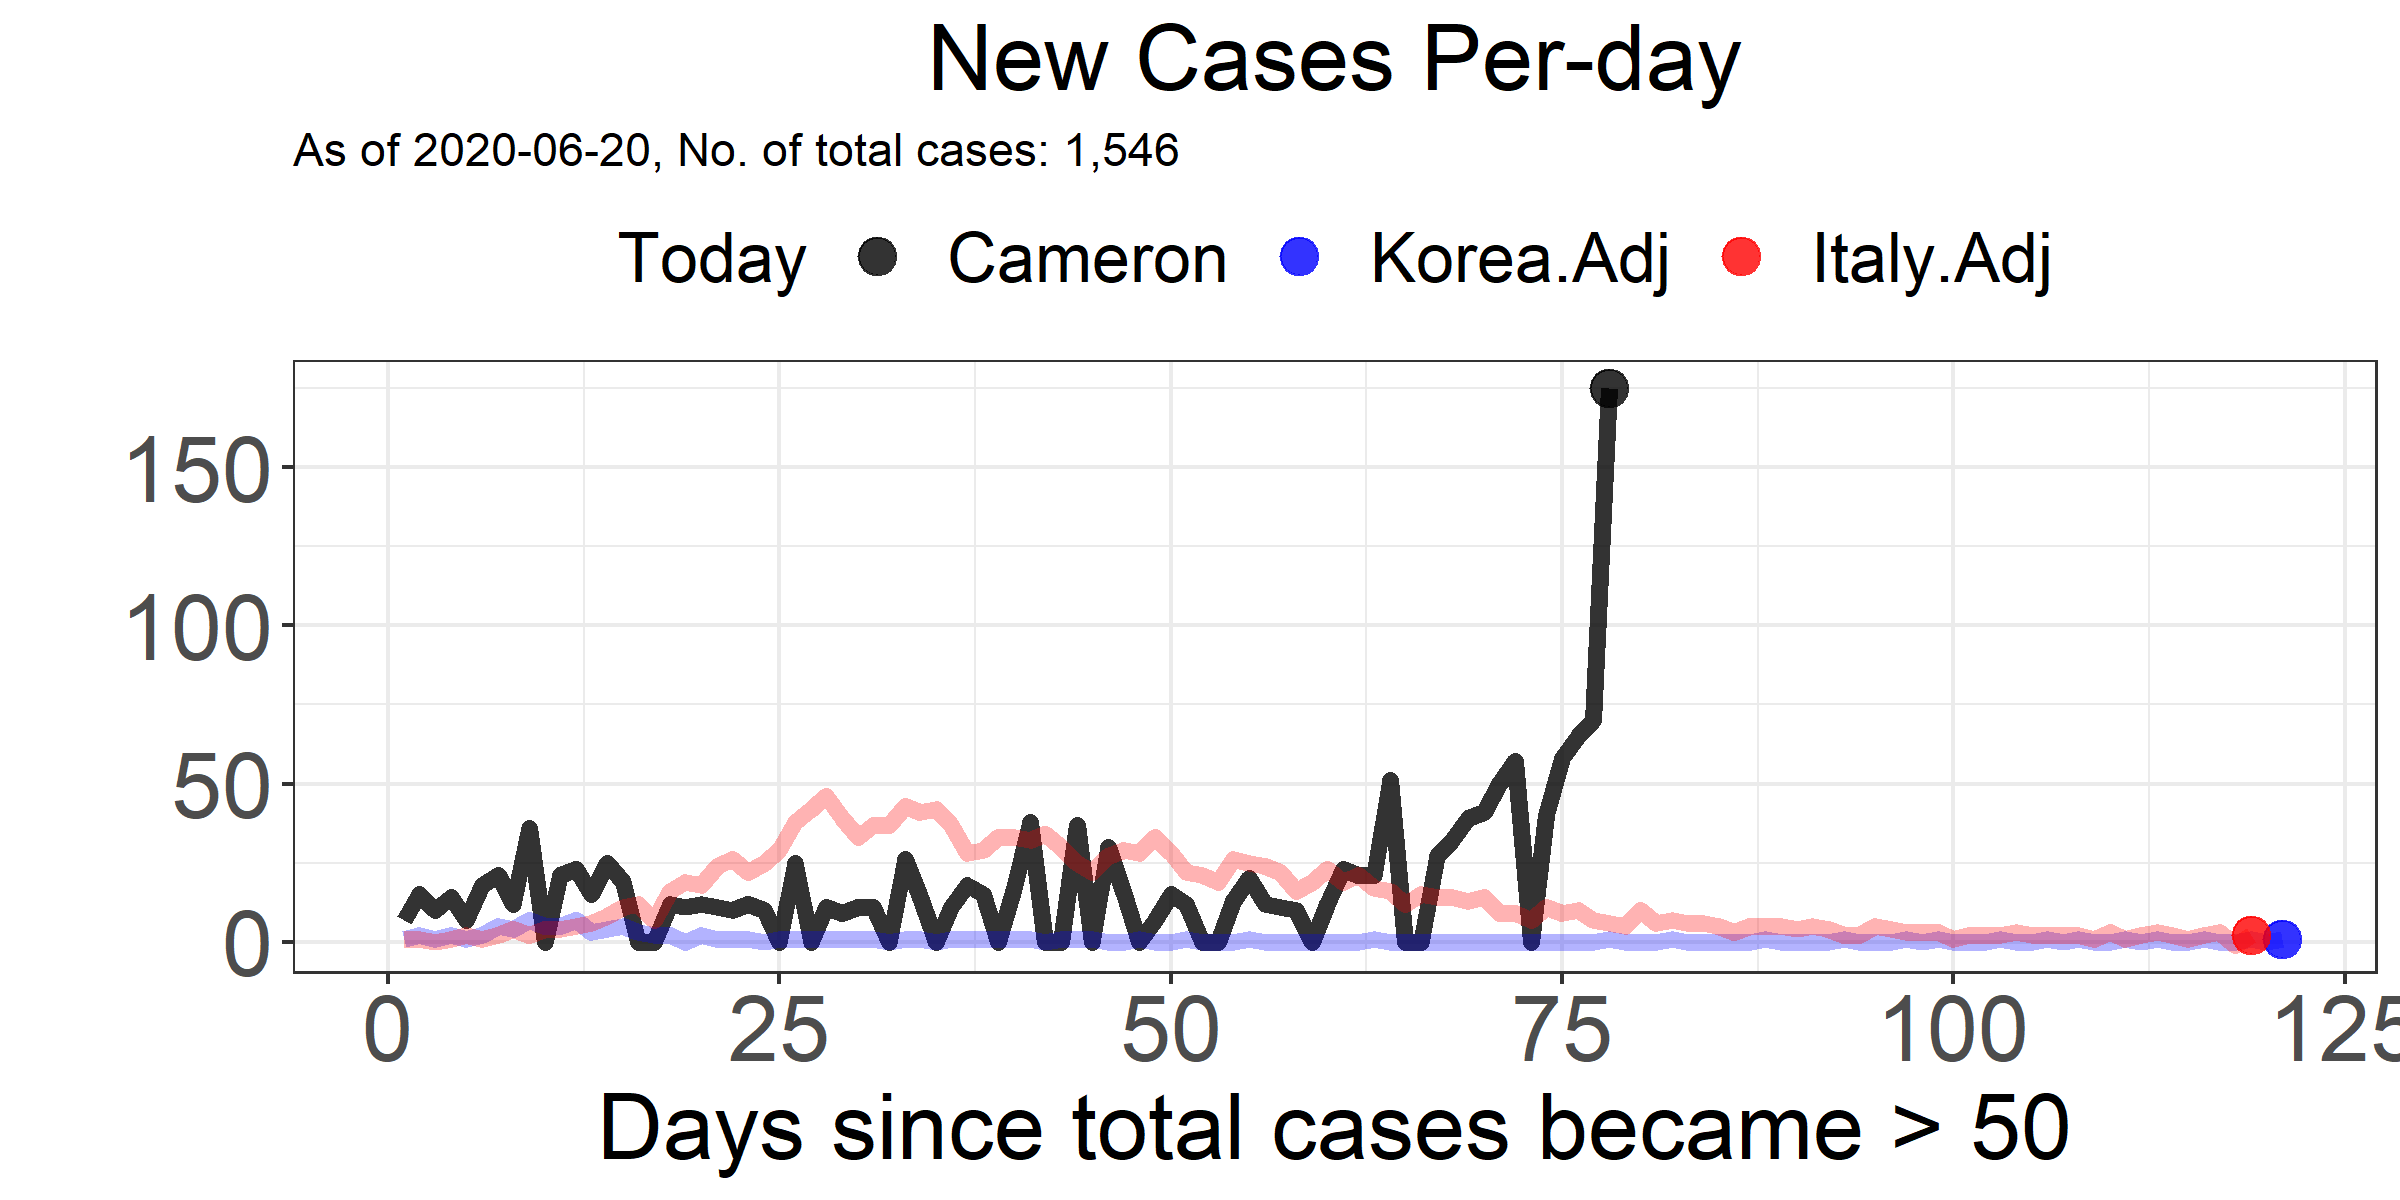 New Cases Per-day
As of 2020-06-20, No. of total cases: 1,546
Today Cameron Korea.Adj Italy.Adj
150
100
50
0
0 25 50 75 100 125
Days since total cases became > 50